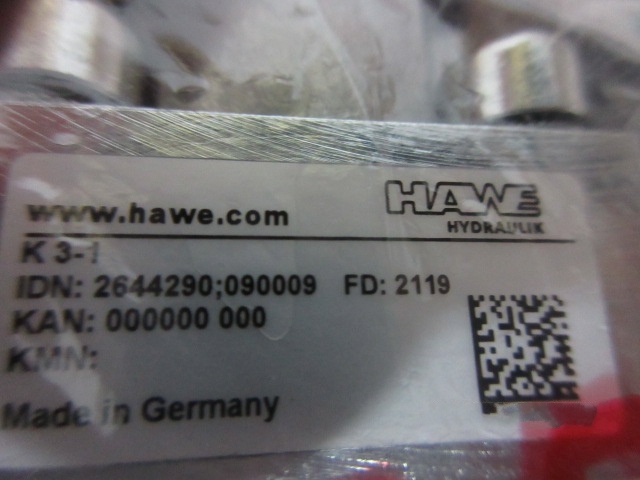 www.hawe.com
HAWE
HYDRAULIK
K 3-1
IDN: 2644290;090009 FD: 2119
KAN: 000000 000
KMN:
Made in Germany